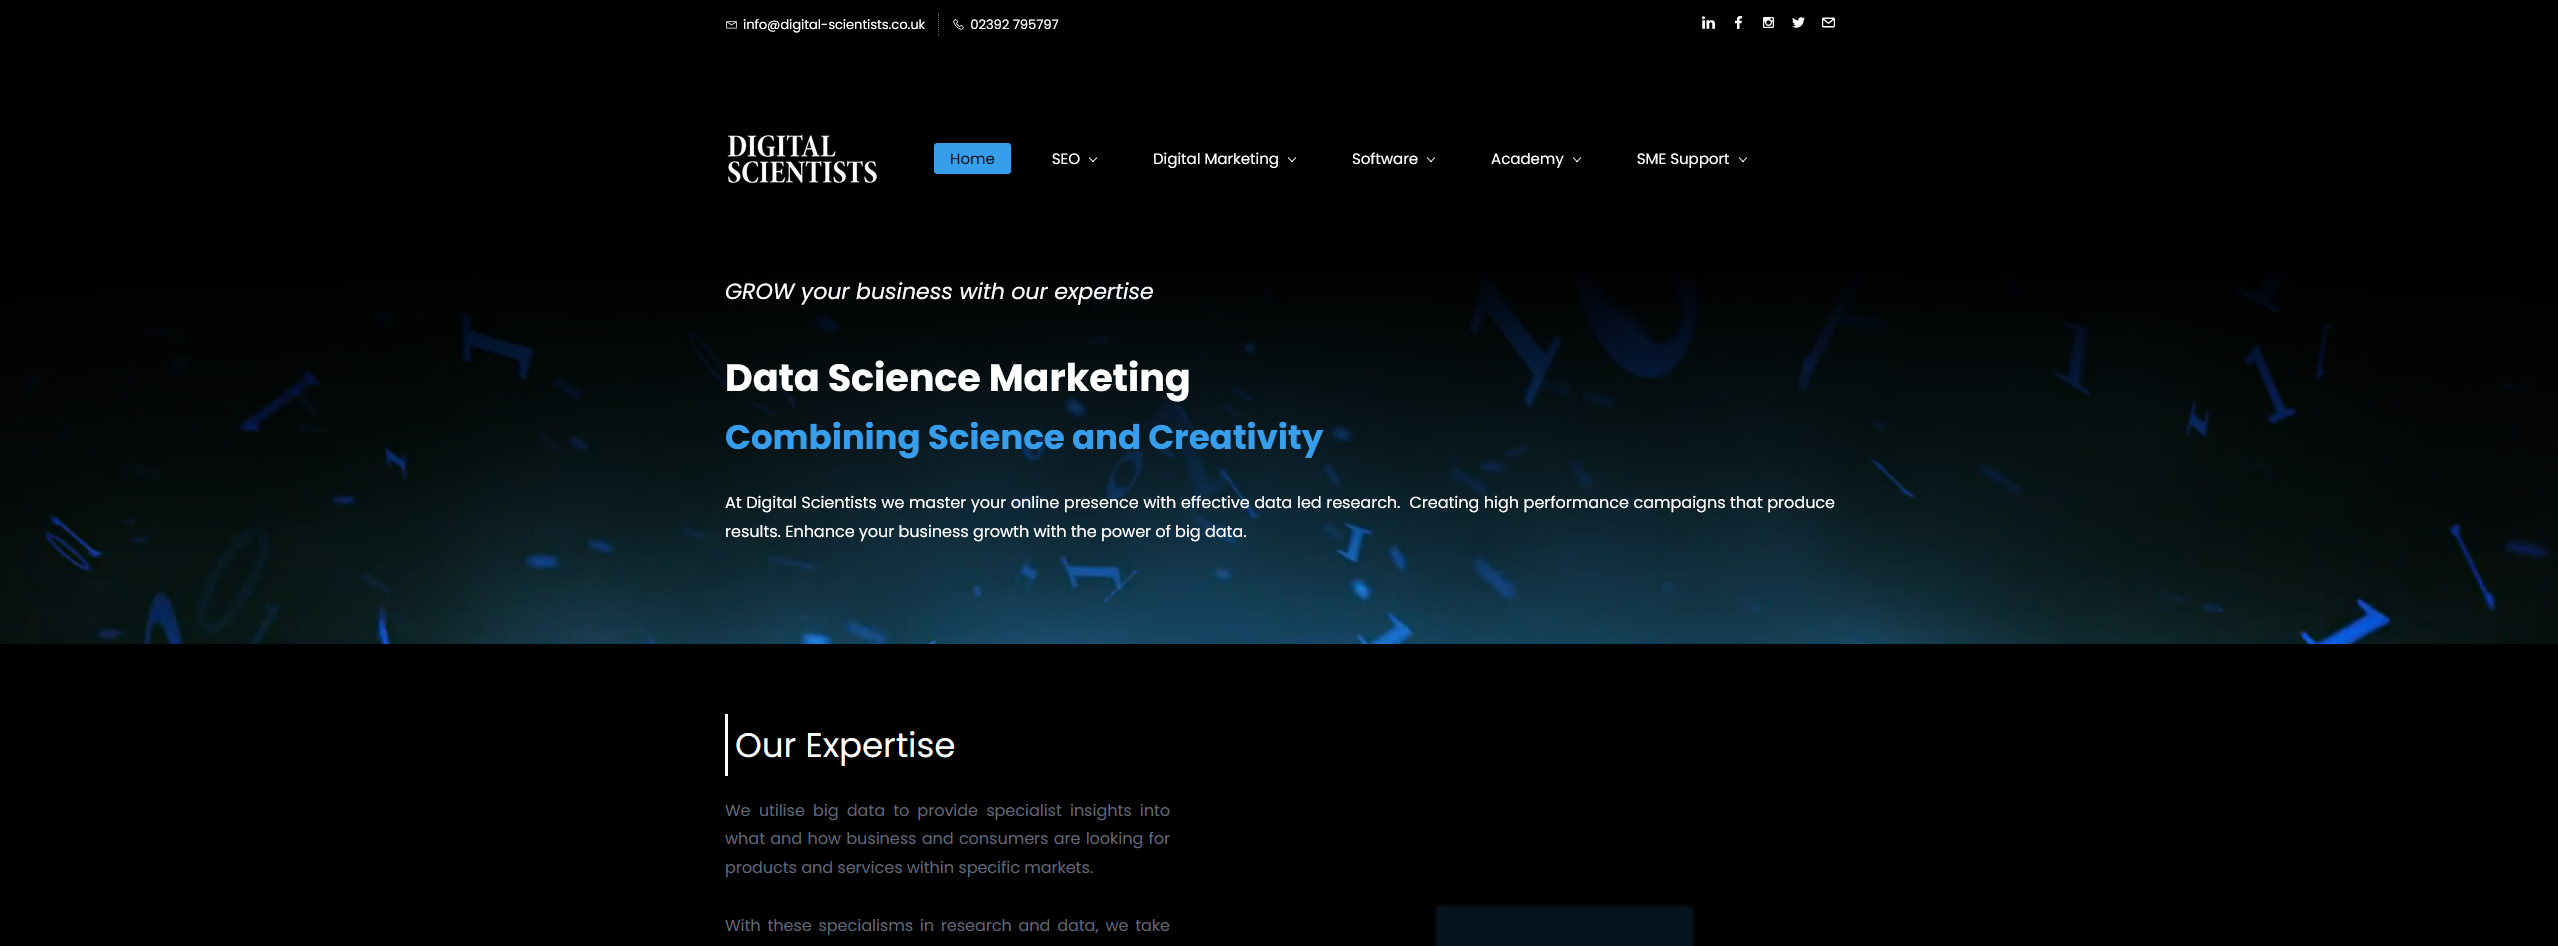 info@digital-scientists.co.uk
02392 795797
DIGITAL
SCIENTISTS
Home
SEO
Digital Marketing
Software
Academy
SME Support
GROW your business with our expertise
Data Science Marketing
Combining Science and Creativity
At Digital Scientists we master your online presence with effective data led research. Creating high performance campaigns that produce
results. Enhance your business growth with the power of big data.
Our Expertise
We utilise big data to provide specialist insights into
what and how business and consumers are looking for
products and services within specific markets.
With these specialisms in research and data, we take